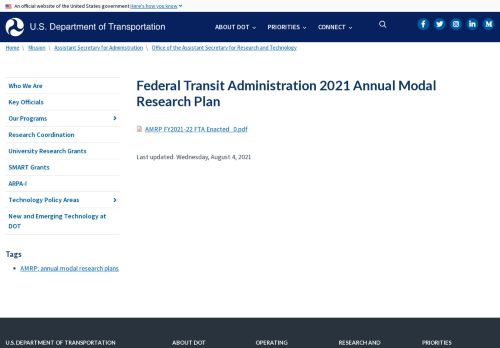 An official website of the United States government Here's how you know
U.S. Department of Transportation
ABOUT DOT
PRIORITIES
CONNECT
Home \ Mission \ Assistant Secretary for Administration \ Office of the Assistant Secretary for Research and Technology
Who We Are
Key Officials
Our Programs
Research Coordination
University Research Grants
SMART Grants
ARPA-I
Technology Policy Areas
New and Emerging Technology at
DOT
Tags
AMRP; annual modal research plans
Federal Transit Administration 2021 Annual Modal
Research Plan
AMRP FY2021-22 FTA Enacted_0.pdf
Last updated: Wednesday, August 4, 2021
U.S. DEPARTMENT OF TRANSPORTATION
ABOUT DOT
OPERATING
RESEARCH AND
PRIORITIES